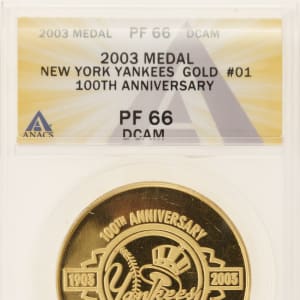 2003 MEDAL PF 66 DCAM
2003 MEDAL
NEW YORK YANKEES GOLD #01
100TH ANNIVERSARY
ANACS
PF 66
DCAM
100TH ANNIVERSARY
1903 2003
Yankees